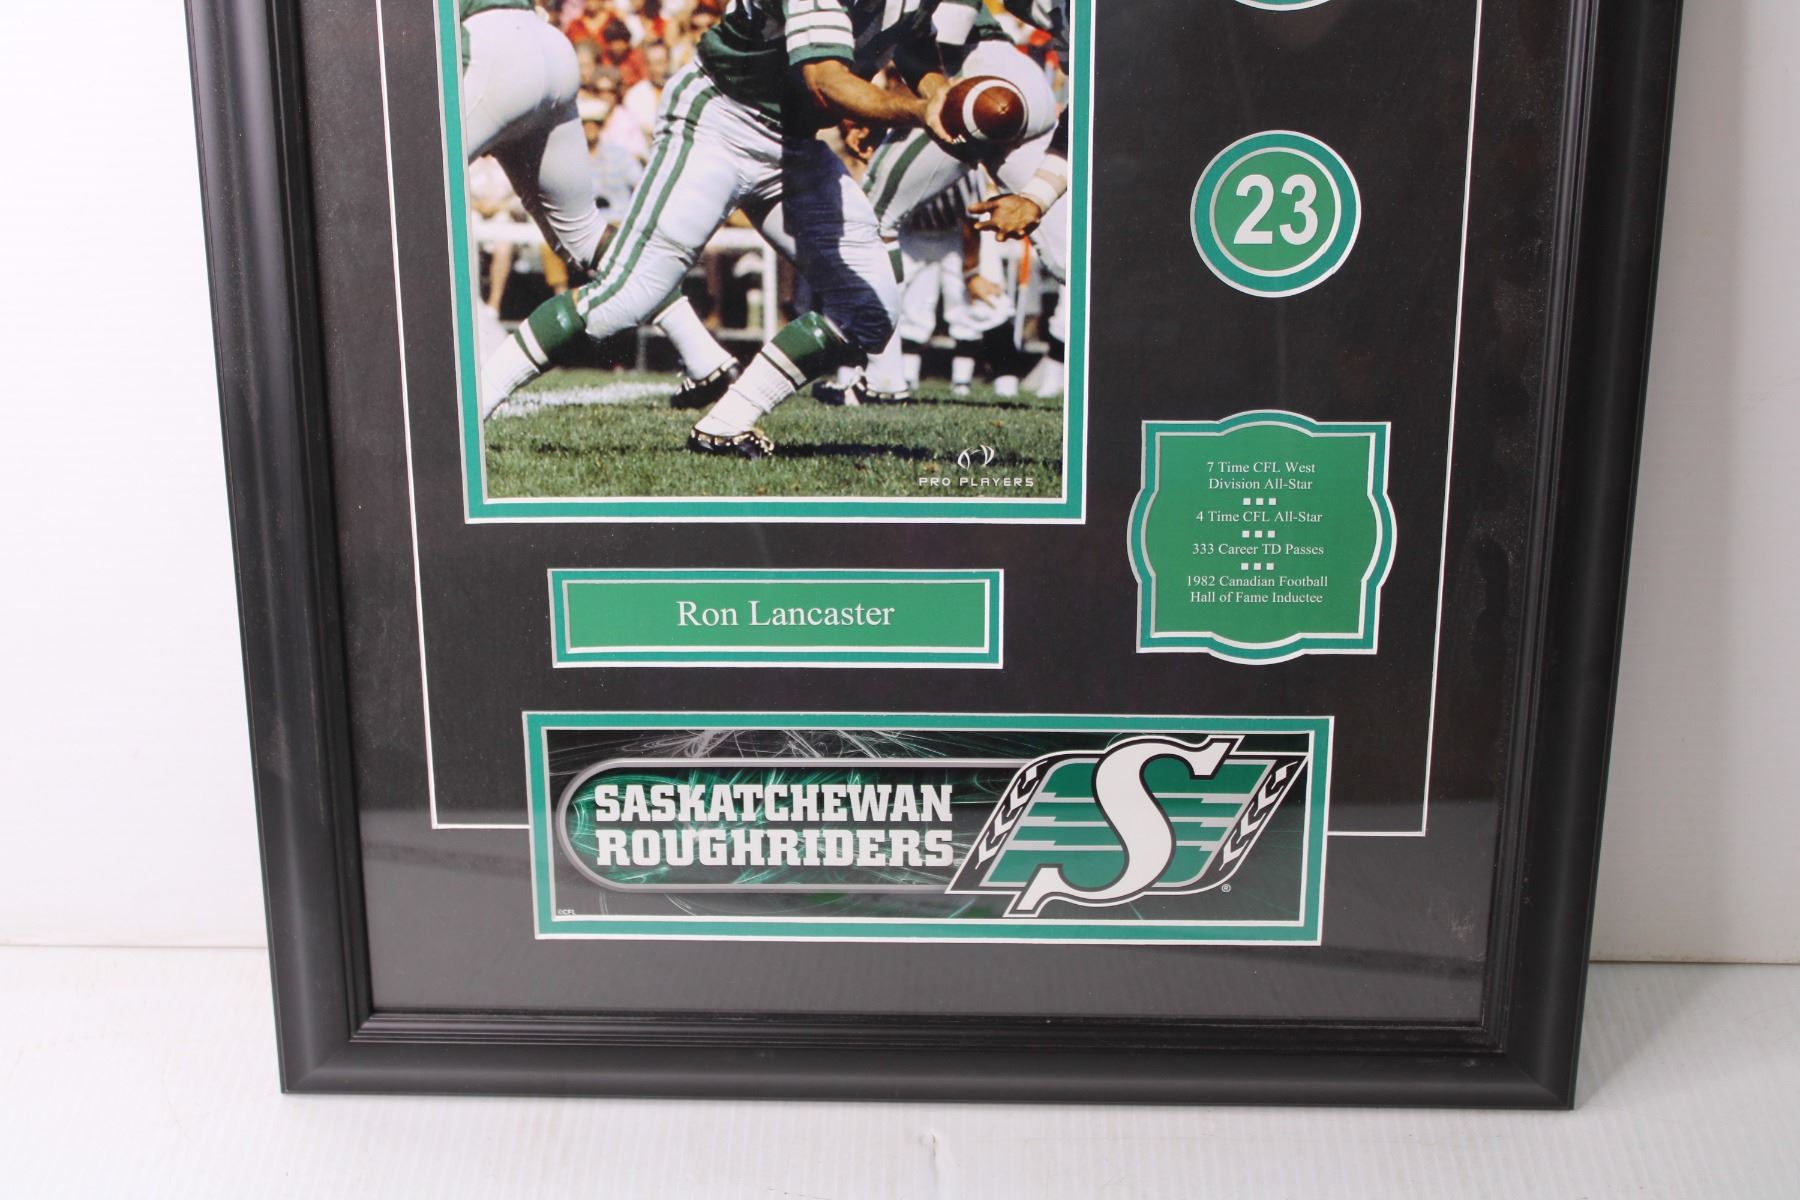 23
PRO PLAYERS
7 Time CFL West
Division All-Star
4 Time CFL All-Star
333 Career TD Passes
1982 Canadian Football
Hall of Fame Inductee
Ron Lancaster
SASKATCHEWAN
ROUGHRIDERS
S
®
©CFL